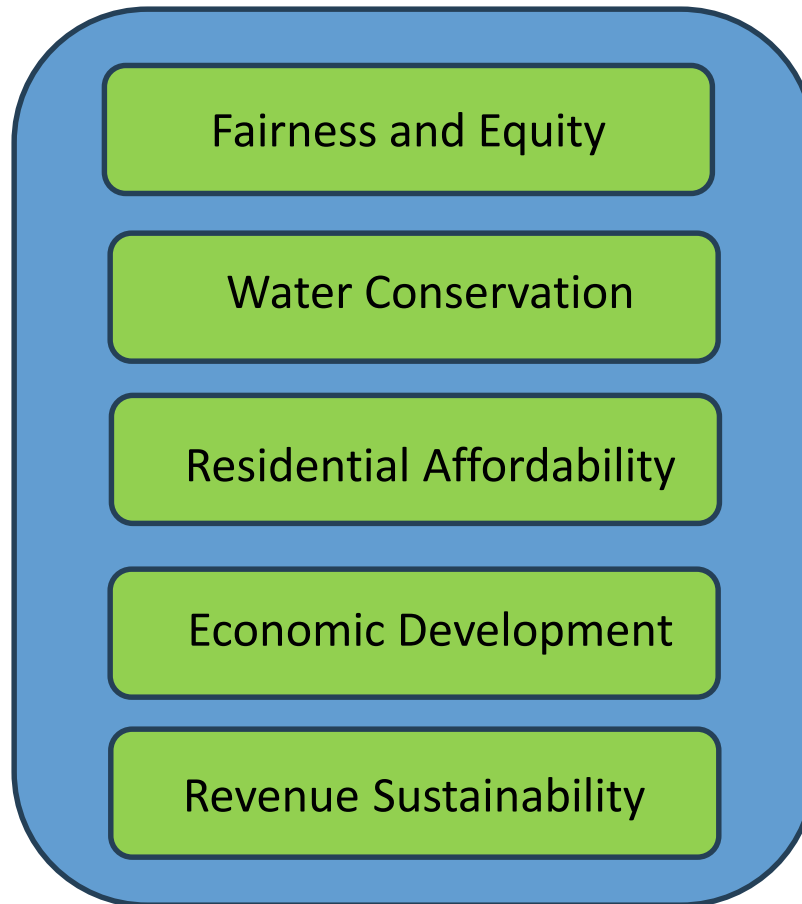 Fairness and Equity
Water Conservation
Residential Affordability
Economic Development
Revenue Sustainability